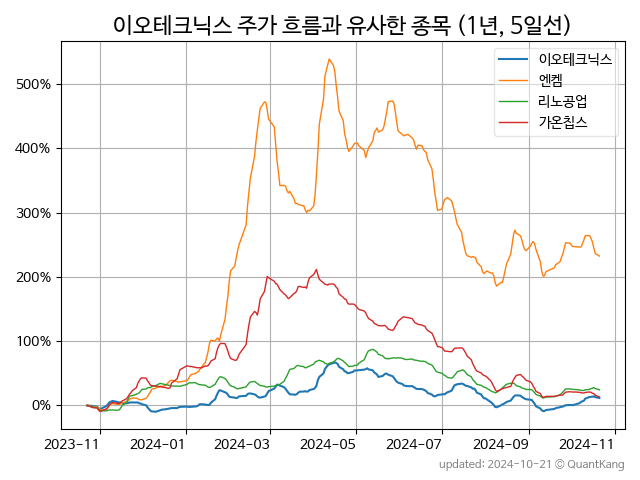 이오테크닉스 주가 흐름과 유사한 종목 (1년, 5일선)
이오테크닉스
엔켐
리노공업
가온칩스
500%
400%
300%
200%
100%
0%
2023-11 2024-01 2024-03 2024-05 2024-07 2024-09 2024-11
updated: 2024-10-21 © QuantKang